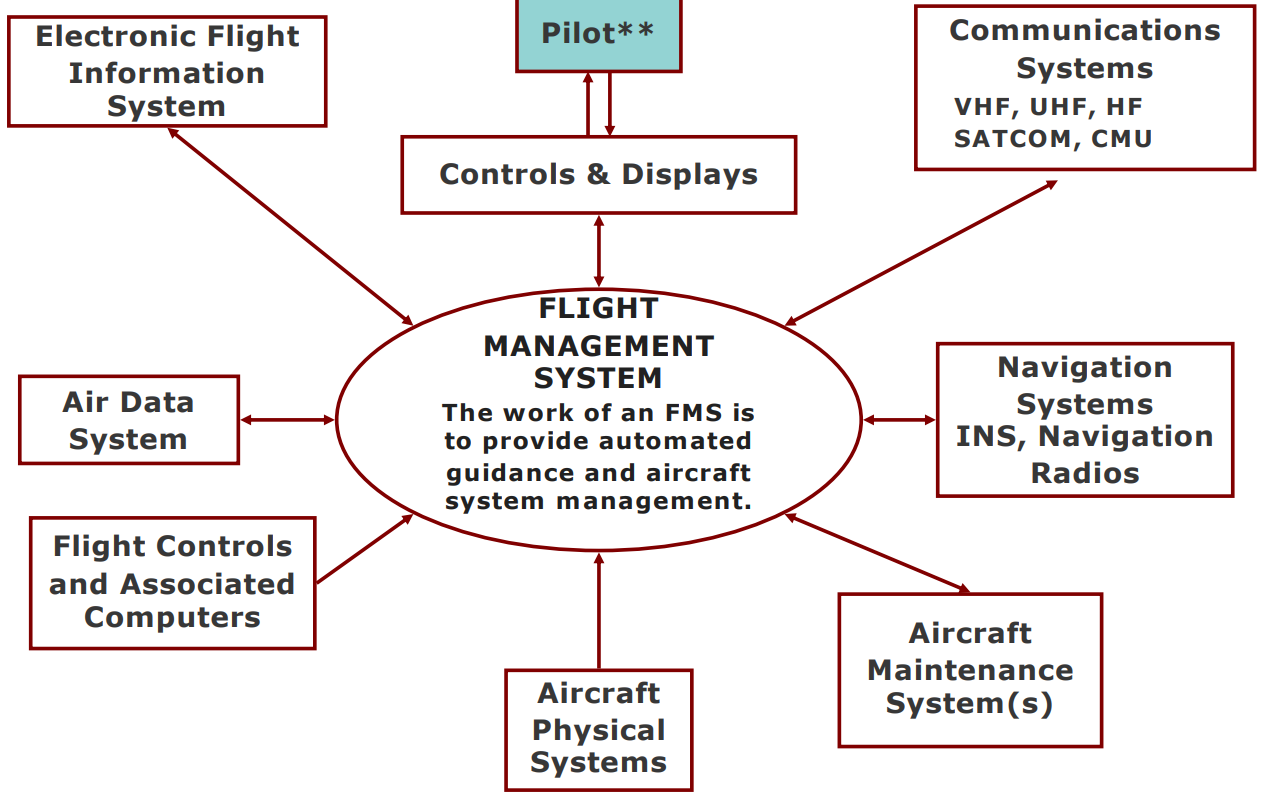 Electronic Flight
Information
System
Pilot**
Communications
Systems
VHF, UHF, HF
SATCOM, CMU
Controls & Displays
FLIGHT
MANAGEMENT
SYSTEM
The work of an FMS is
to provide automated
guidance and aircraft
system management.
Air Data
System
Navigation
Systems
INS, Navigation
Radios
Flight Controls
and Associated
Computers
Aircraft
Physical
Systems
Aircraft
Maintenance
System(s)